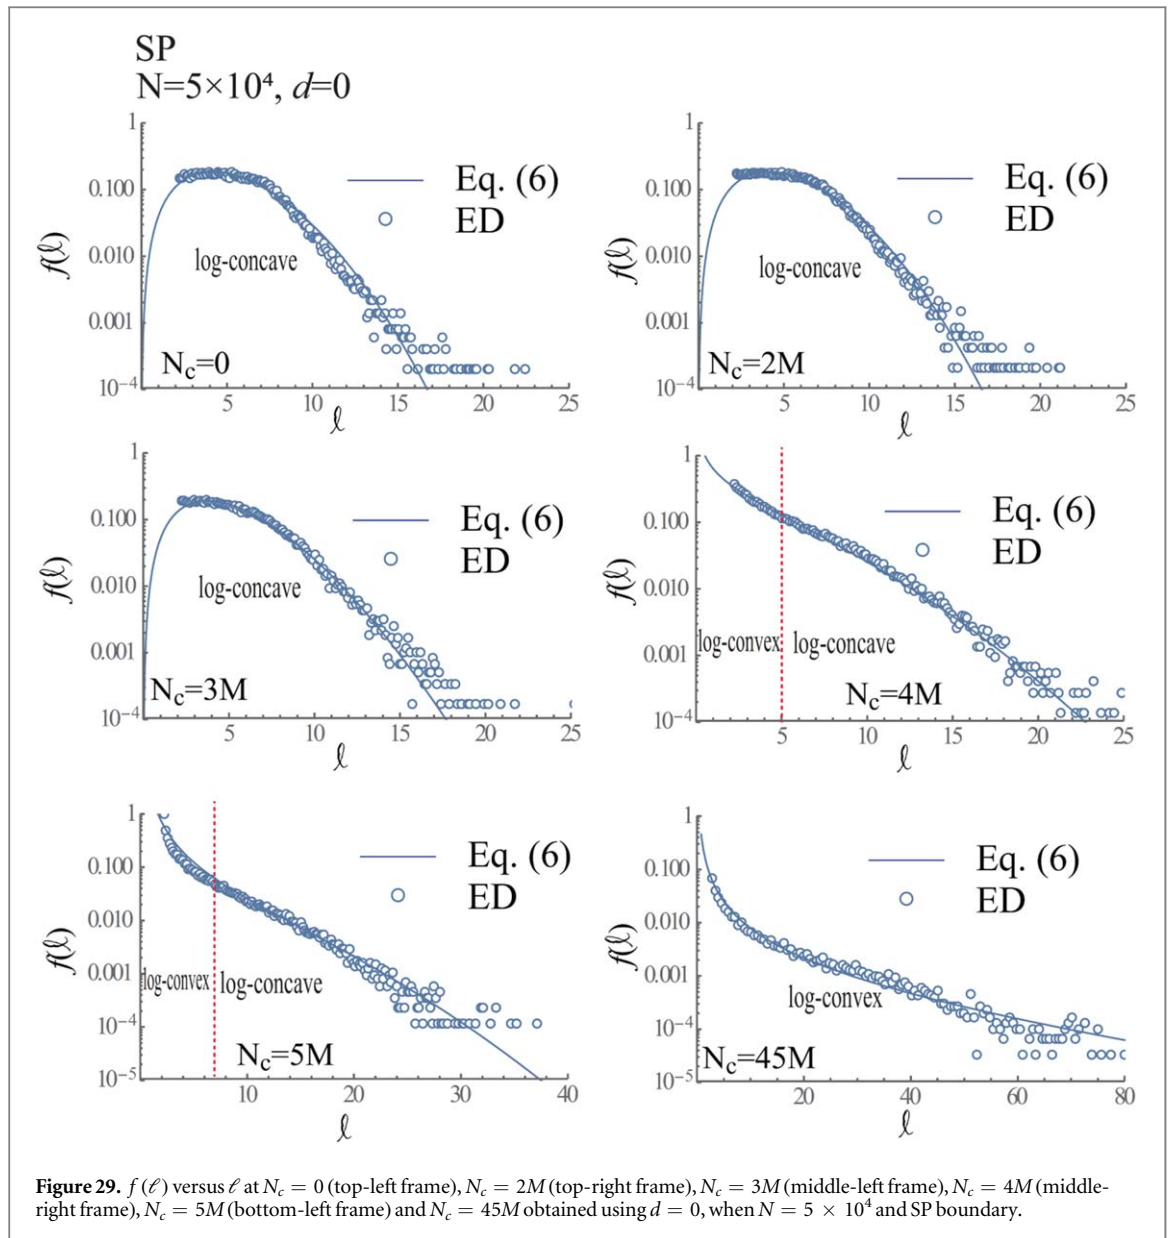 SP
N=5×10⁴, d=0
1
0.100
0.010
0.001
10⁻⁴
f(ℓ)
Eq. (6)
ED
log-concave
N_c=0
5 10 15 20 25
ℓ
1
0.100
0.010
0.001
10⁻⁴
f(ℓ)
Eq. (6)
ED
log-concave
N_c=2M
5 10 15 20 25
ℓ
1
0.100
0.010
0.001
10⁻⁴
f(ℓ)
Eq. (6)
ED
log-concave
N_c=3M
5 10 15 20 25
ℓ
1
0.100
0.010
0.001
10⁻⁴
f(ℓ)
Eq. (6)
ED
log-convex log-concave
N_c=4M
5 10 15 20 25
ℓ
1
0.100
0.010
0.001
10⁻⁴
10⁻⁵
f(ℓ)
Eq. (6)
ED
log-convex log-concave
N_c=5M
10 20 30 40
ℓ
1
0.100
0.010
0.001
10⁻⁴
10⁻⁵
f(ℓ)
Eq. (6)
ED
log-convex
N_c=45M
20 40 60 80
ℓ
Figure 29. f (ℓ) versus ℓ at N_c = 0 (top-left frame), N_c = 2M (top-right frame), N_c = 3M (middle-left frame), N_c = 4M (middle-
right frame), N_c = 5M (bottom-left frame) and N_c = 45M obtained using d = 0, when N = 5 × 10⁴ and SP boundary.